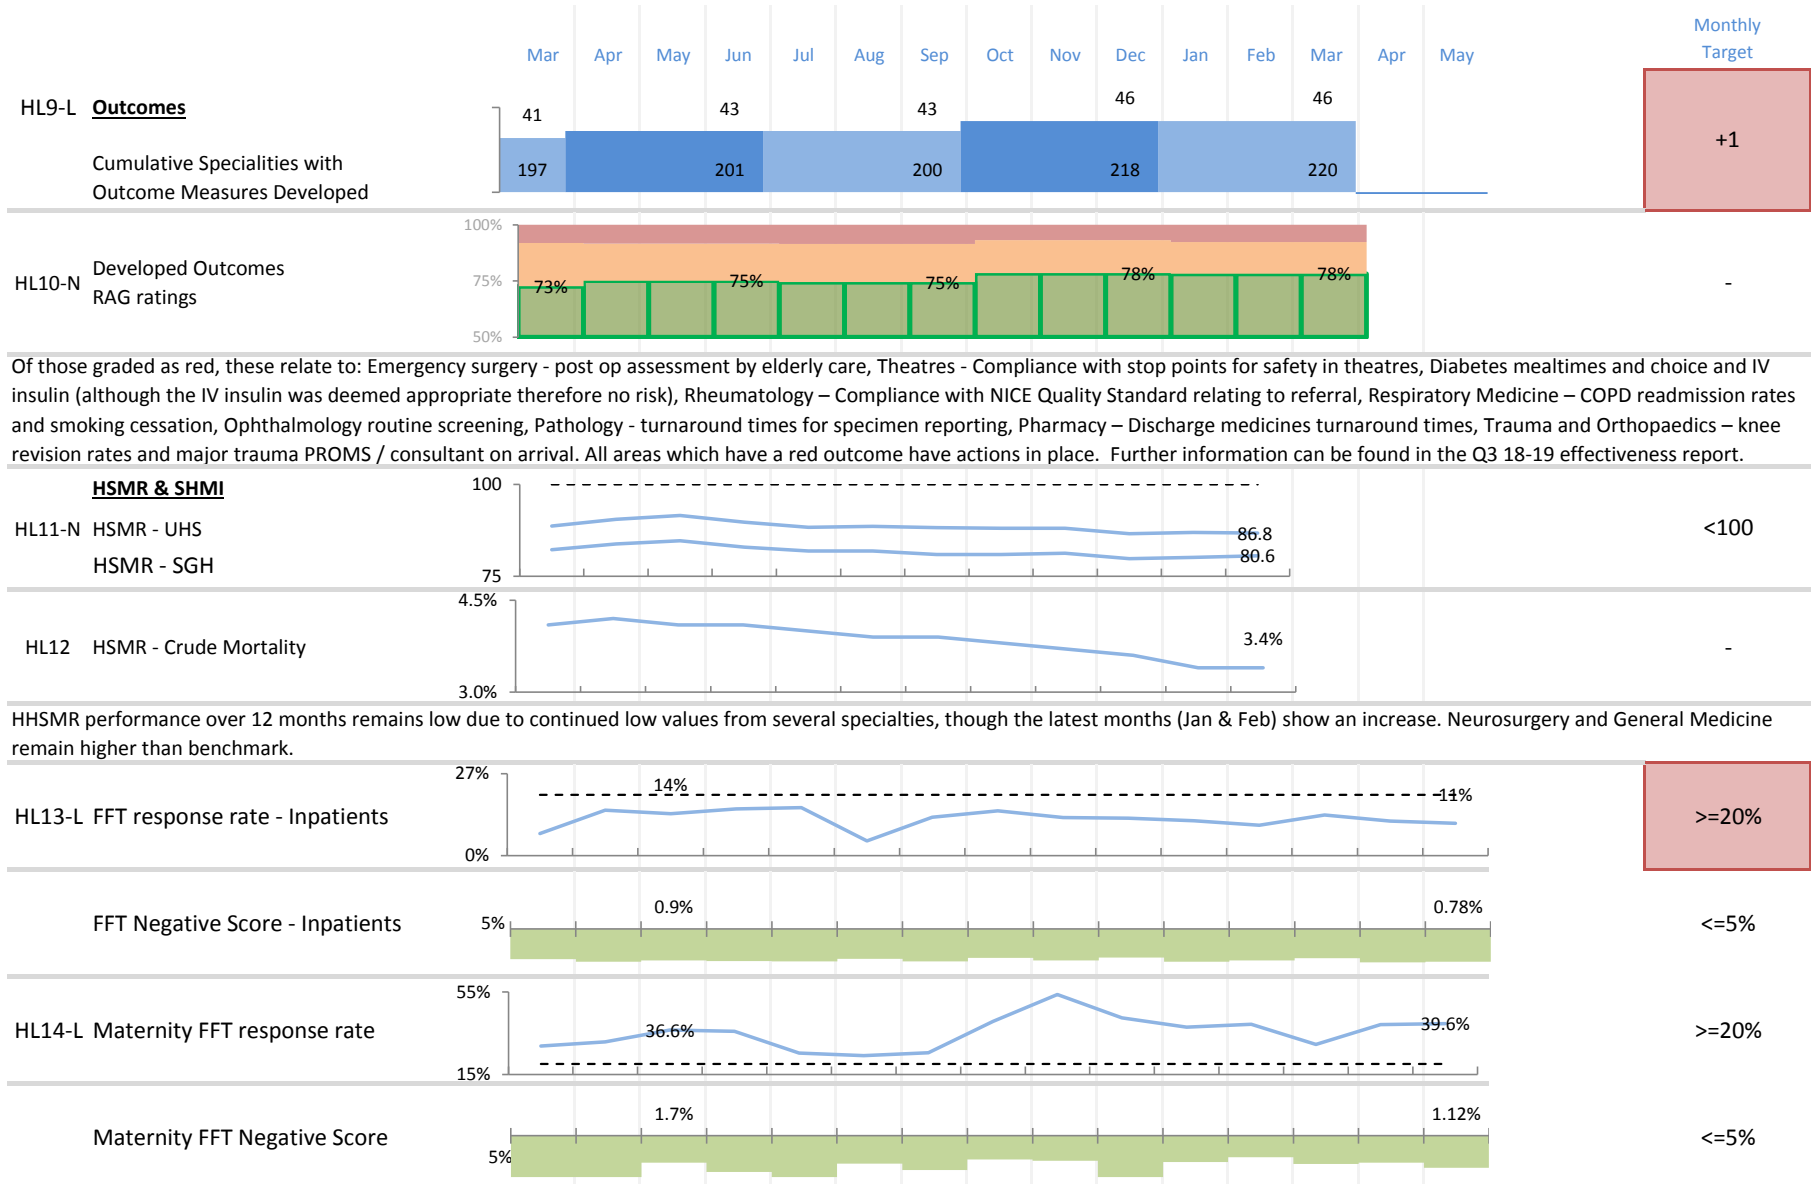 Monthly
Target
Mar Apr May Jun Jul Aug Sep Oct Nov Dec Jan Feb Mar Apr May
HL9-L Outcomes
41 43 43 46 46
+1
Cumulative Specialities with
Outcome Measures Developed
197 201 200 218 220
100%
HL10-N Developed Outcomes
RAG ratings
75%
73% 75% 75% 78% 78%
-
50%
Of those graded as red, these relate to: Emergency surgery - post op assessment by elderly care, Theatres - Compliance with stop points for safety in theatres, Diabetes mealtimes and choice and IV
insulin (although the IV insulin was deemed appropriate therefore no risk), Rheumatology – Compliance with NICE Quality Standard relating to referral, Respiratory Medicine – COPD readmission rates
and smoking cessation, Ophthalmology routine screening, Pathology - turnaround times for specimen reporting, Pharmacy – Discharge medicines turnaround times, Trauma and Orthopaedics – knee
revision rates and major trauma PROMS / consultant on arrival. All areas which have a red outcome have actions in place.  Further information can be found in the Q3 18-19 effectiveness report.
HSMR & SHMI
100
HL11-N HSMR - UHS
86.8
<100
HSMR - SGH
80.6
75
4.5%
HL12 HSMR - Crude Mortality
3.4%
-
3.0%
HHSMR performance over 12 months remains low due to continued low values from several specialties, though the latest months (Jan & Feb) show an increase. Neurosurgery and General Medicine
remain higher than benchmark.
27%
14% 11%
HL13-L FFT response rate - Inpatients
>=20%
0%
0.9% 0.78%
FFT Negative Score - Inpatients
5%
<=5%
55%
HL14-L Maternity FFT response rate
36.6% 39.6%
>=20%
15%
1.7% 1.12%
Maternity FFT Negative Score
<=5%
5%